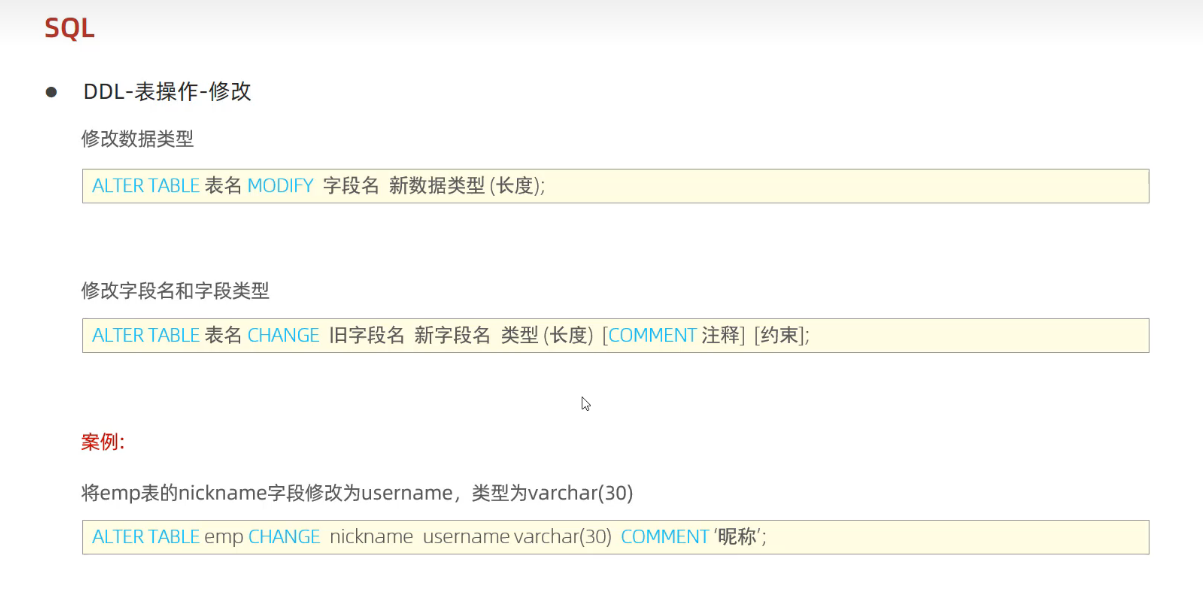 SQL
DDL-表操作-修改
修改数据类型
ALTER TABLE 表名 MODIFY 字段名 新数据类型 (长度);
修改字段名和字段类型
ALTER TABLE 表名 CHANGE 旧字段名 新字段名 类型 (长度) [COMMENT 注释] [约束];
案例:
将emp表的nickname字段修改为username，类型为varchar(30)
ALTER TABLE emp CHANGE nickname username varchar(30) COMMENT '昵称';